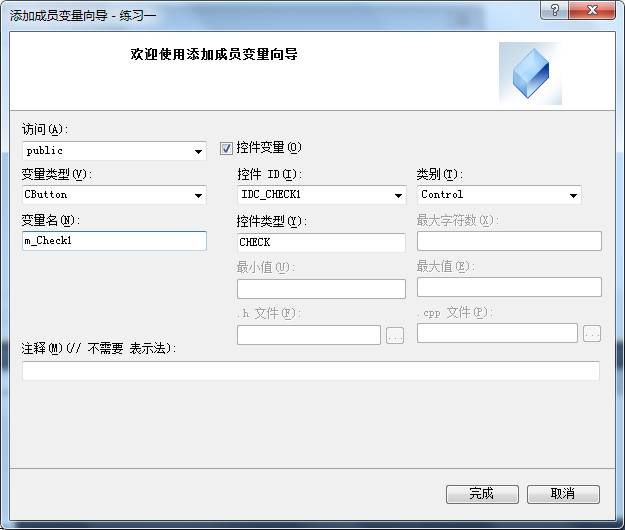 添加成员变量向导 - 练习一
欢迎使用添加成员变量向导
访问(A):
public
控件变量(O)
变量类型(V):
控件 ID(I):
类别(T):
CButton
IDC_CHECK1
Control
变量名(N):
控件类型(Y):
最大字符数(X):
m_Check1
CHECK
最小值(U):
最大值(E):
.h 文件(F):
.cpp 文件(P):
...
...
注释(M)(// 不需要 表示法):
完成
取消